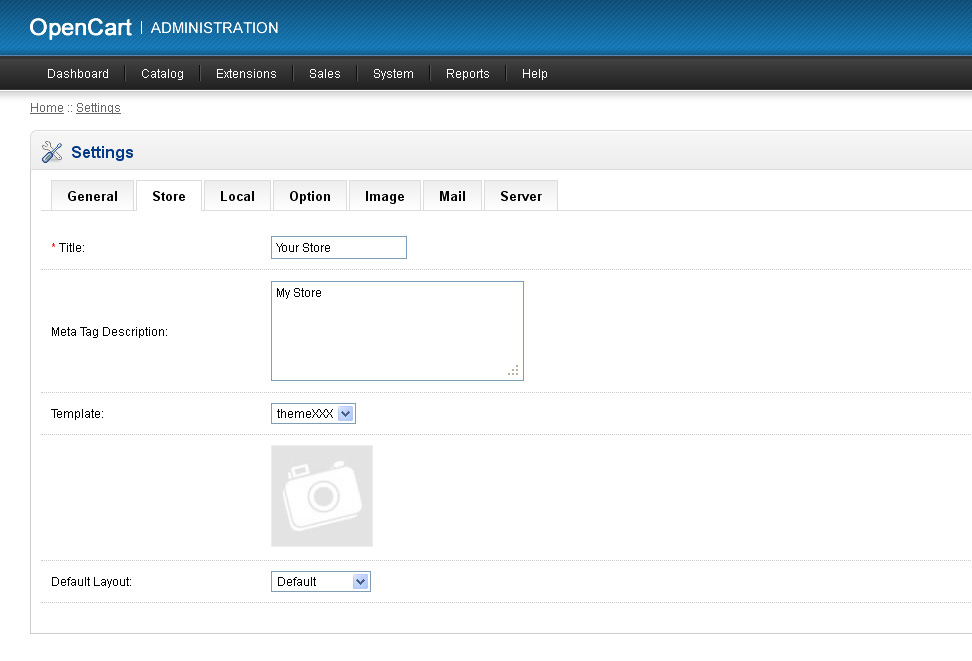 OpenCart | ADMINISTRATION
Dashboard Catalog Extensions Sales System Reports Help
Home :: Settings
Settings
General Store Local Option Image Mail Server
* Title: Your Store
My Store
Meta Tag Description:
Template: themeXXX
Default Layout: Default